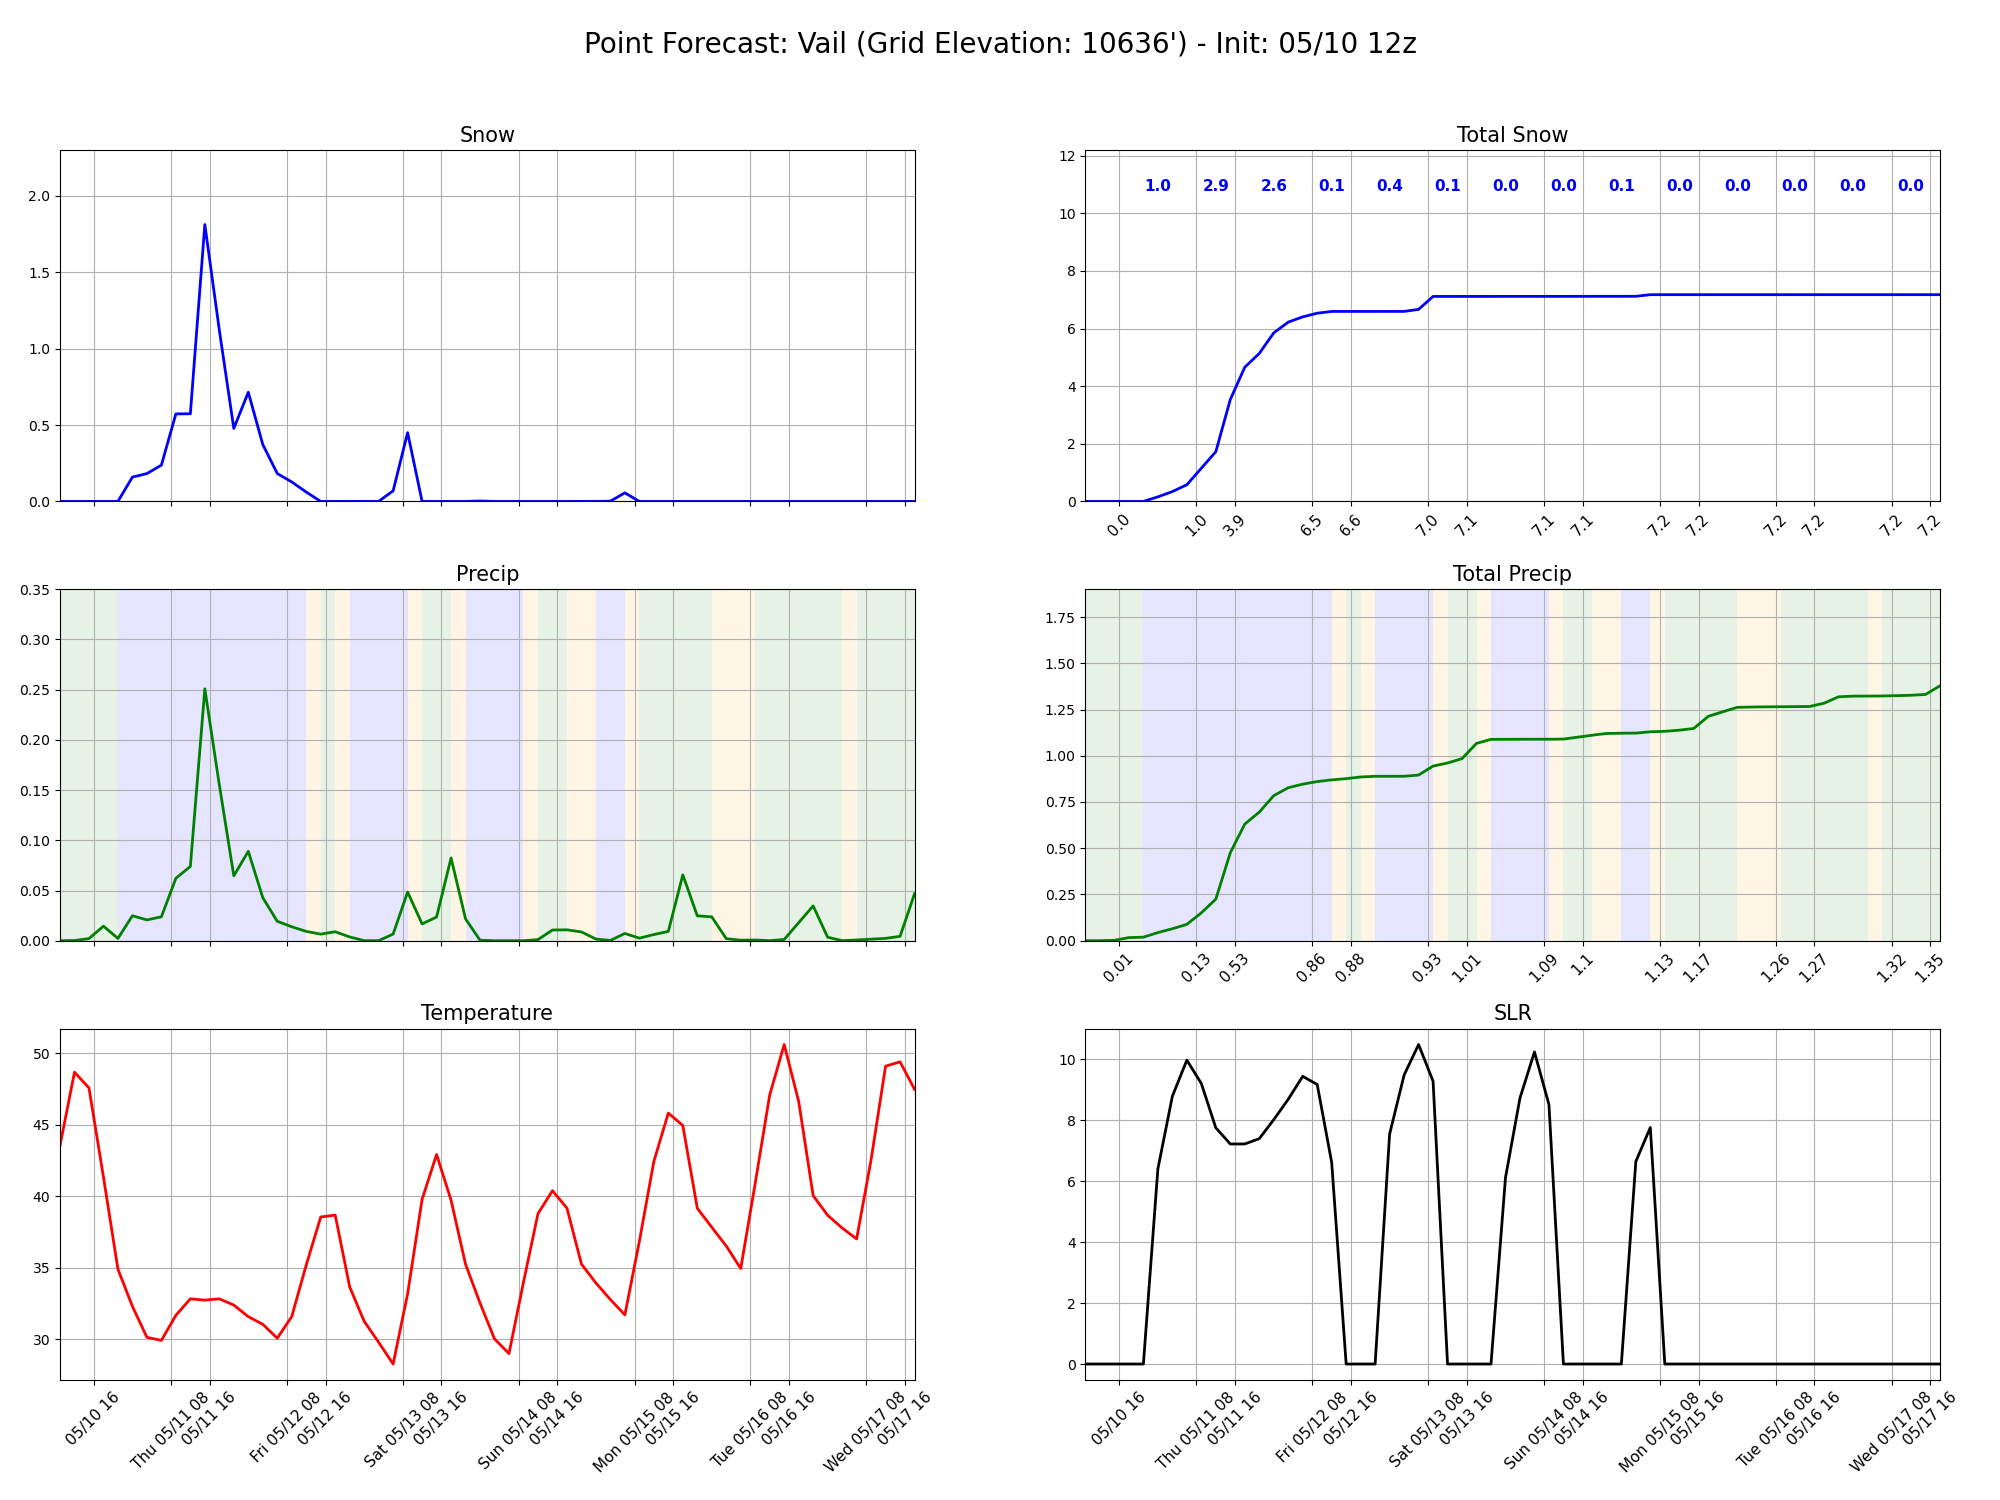 Point Forecast: Vail (Grid Elevation: 10636') - Init: 05/10 12z
Snow
2.0
1.5
1.0
0.5
0.0
Total Snow
12
10
8
6
4
2
0
1.0 2.9 2.6 0.1 0.4 0.1 0.0 0.0 0.1 0.0 0.0 0.0 0.0 0.0
0.0 1.0 3.9 6.5 6.6 7.0 7.1 7.1 7.1 7.2 7.2 7.2 7.2 7.2 7.2
Precip
0.35
0.30
0.25
0.20
0.15
0.10
0.05
0.00
Total Precip
1.75
1.50
1.25
1.00
0.75
0.50
0.25
0.00
0.01 0.13 0.53 0.86 0.88 0.93 1.01 1.09 1.1 1.13 1.17 1.26 1.27 1.32 1.35
Temperature
50
45
40
35
30
05/10 16
Thu 05/11 08
05/11 16
Fri 05/12 08
05/12 16
Sat 05/13 08
05/13 16
Sun 05/14 08
05/14 16
Mon 05/15 08
05/15 16
Tue 05/16 08
05/16 16
Wed 05/17 08
05/17 16
SLR
10
8
6
4
2
0
05/10 16
Thu 05/11 08
05/11 16
Fri 05/12 08
05/12 16
Sat 05/13 08
05/13 16
Sun 05/14 08
05/14 16
Mon 05/15 08
05/15 16
Tue 05/16 08
05/16 16
Wed 05/17 08
05/17 16